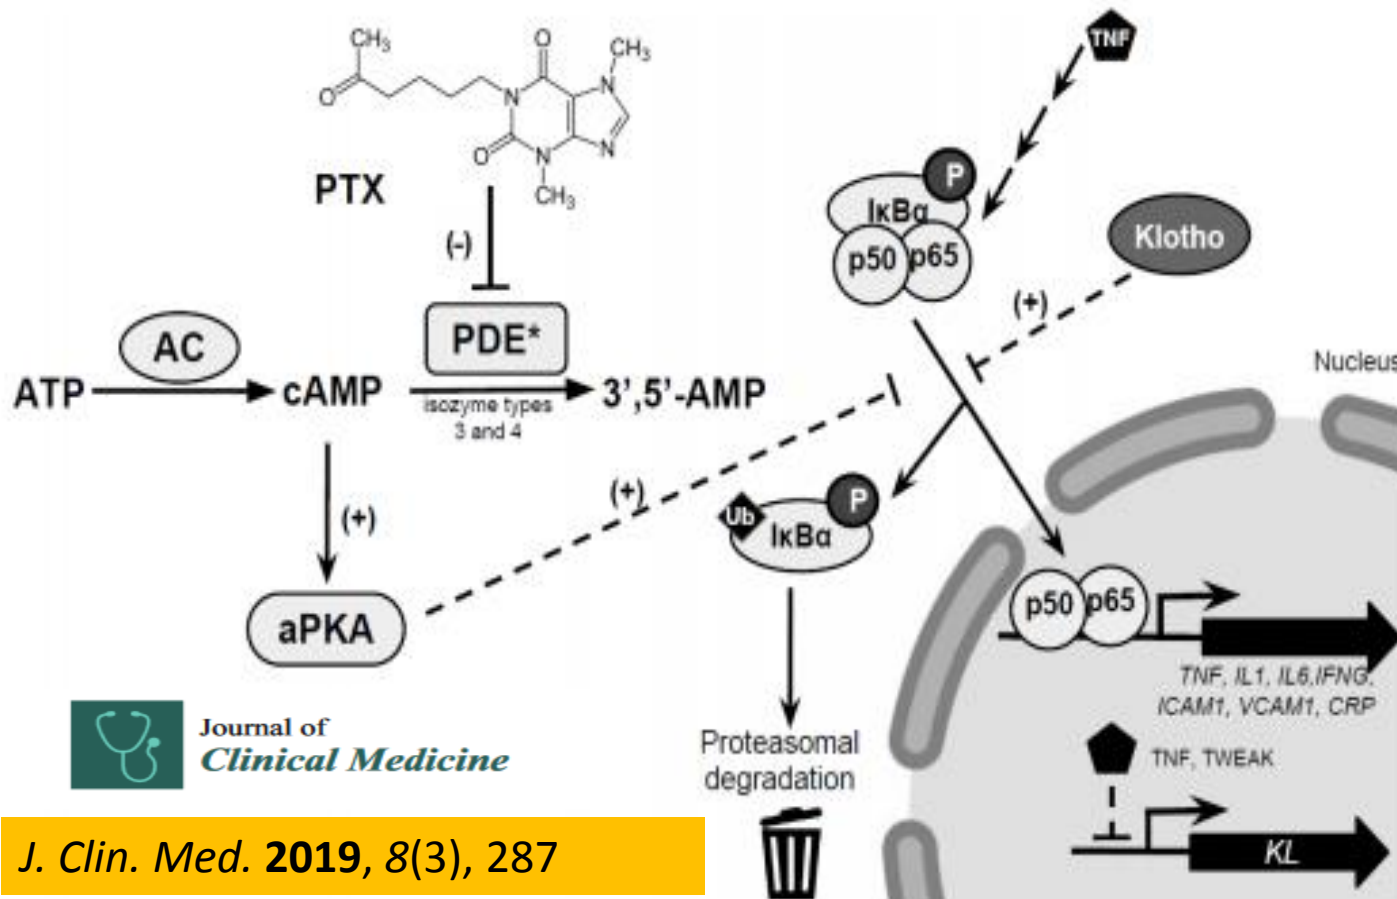 CH3
O
N
O
O
N
CH3
N
N
CH3
PTX
(-)
AC
PDE*
ATP
cAMP
isozyme types
3 and 4
3’,5’-AMP
(+)
aPKA
(+)
TNF
P
IκBα
p50
p65
Klotho
(+)
Nucleus
Ub
P
IκBα
Proteasomal
degradation
p50
p65
TNF, IL1, IL6,IFNG,
ICAM1, VCAM1, CRP
TNF, TWEAK
KL
Journal of
Clinical Medicine
J. Clin. Med. 2019, 8(3), 287